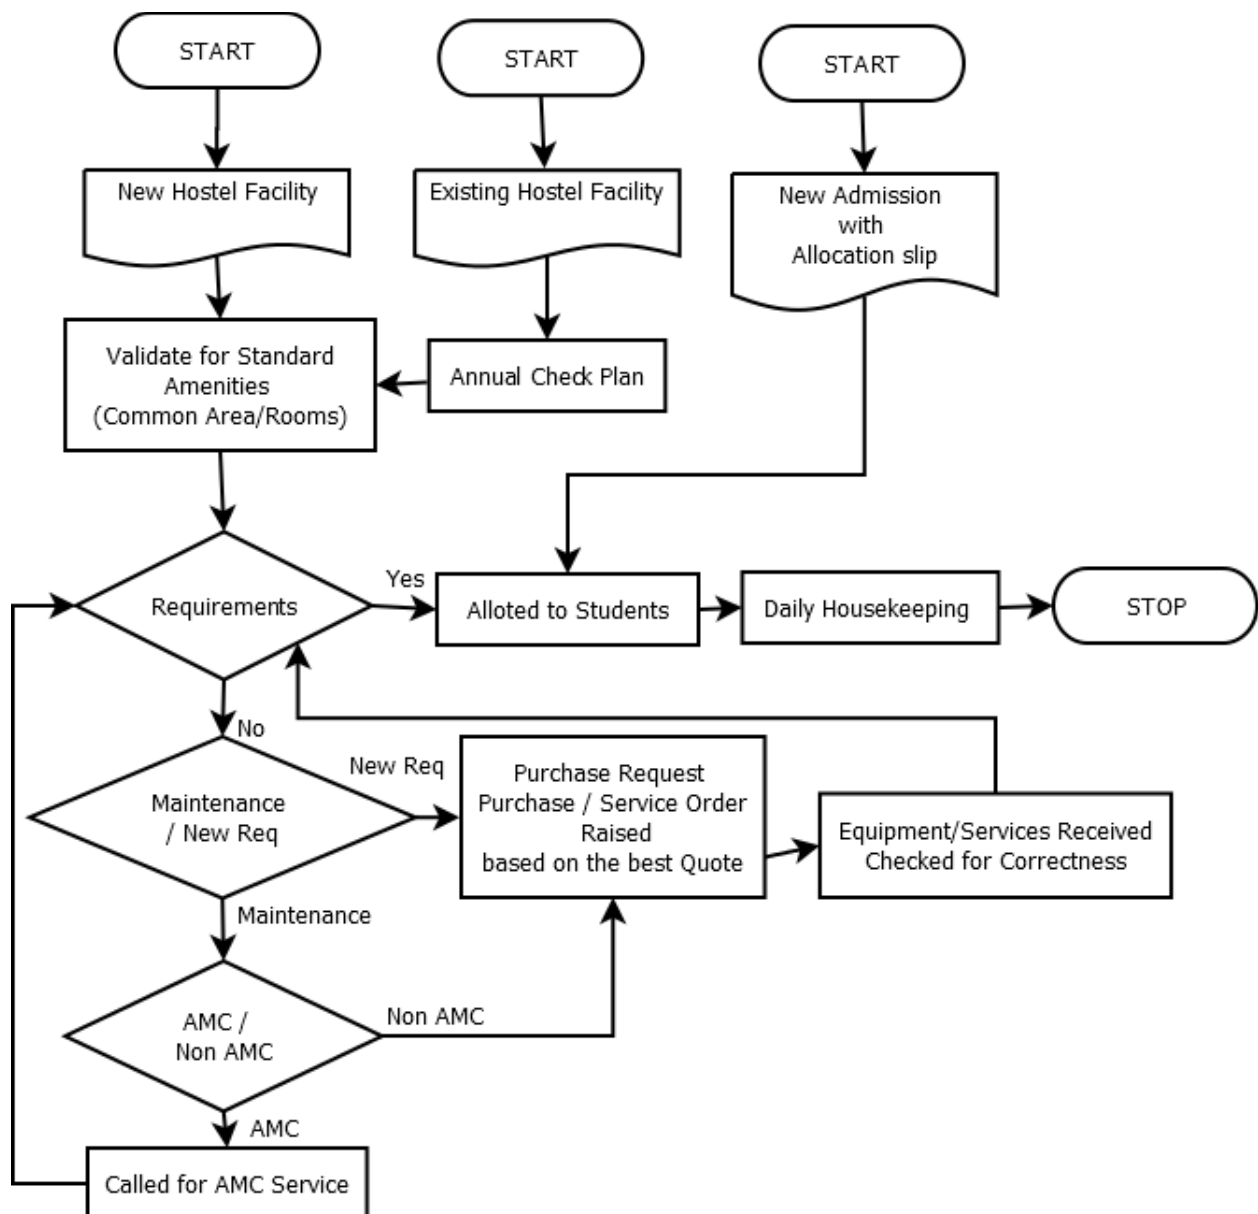 START
START
START
New Hostel Facility
Existing Hostel Facility
New Admission
with
Allocation slip
Validate for Standard
Amenities
(Common Area/Rooms)
Annual Check Plan
Requirements
Yes
Alloted to Students
Daily Housekeeping
STOP
No
Maintenance
/ New Req
New Req
Purchase Request
Purchase / Service Order
Raised
based on the best Quote
Equipment/Services Received
Checked for Correctness
Maintenance
AMC /
Non AMC
Non AMC
AMC
Called for AMC Service